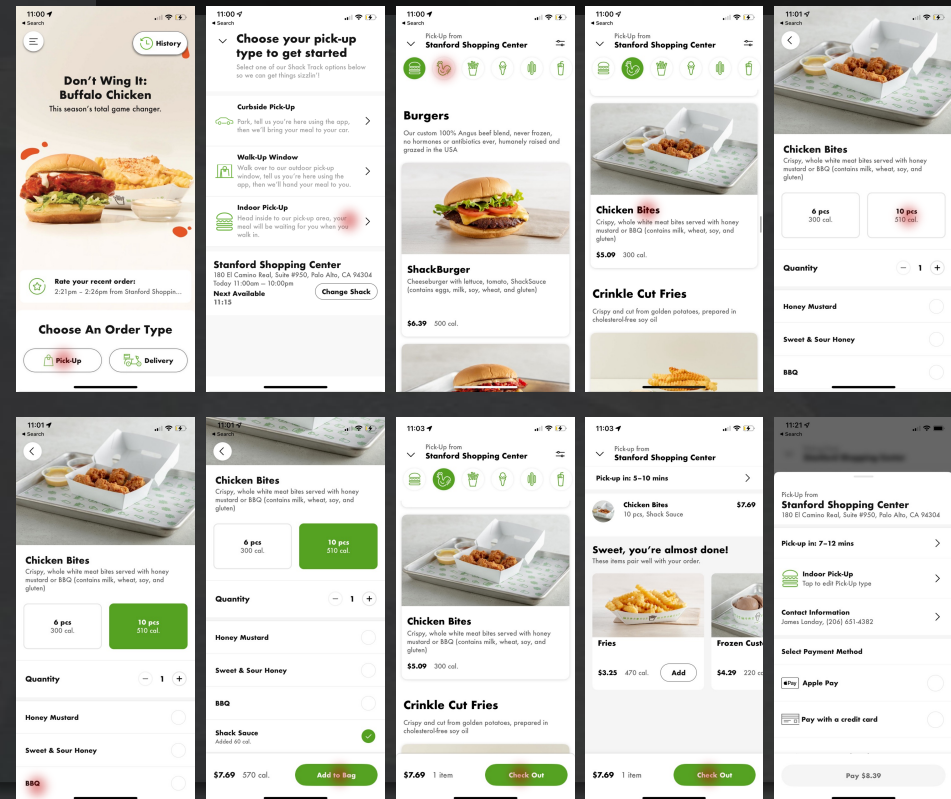 11:00
Search
History
Don't Wing It:
Buffalo Chicken
This season's total game changer.
Rate your recent order:
2:21pm – 2:26pm from Stanford Shoppin...
Choose An Order Type
Pick-Up
Delivery
11:00
Search
Choose your pick-up
type to get started
Select one of our Shack Track options below
so we can get things sizzlin'!
Curbside Pick-Up
Park, tell us you're here using the app,
then we'll bring your meal to your car.
Walk-Up Window
Walk over to our outdoor pick-up
window, tell us you're here using the
app, then we'll hand your meal to you.
Indoor Pick-Up
Head inside to our pick-up area, your
meal will be waiting for you when you
walk in.
Stanford Shopping Center
180 El Camino Real, Suite #950, Palo Alto, CA 94304
Today 11:00am – 10:00pm
Next Available
11:15
Change Shack
11:00
Search
Pick-Up from
Stanford Shopping Center
Burgers
Our custom 100% Angus beef blend, never frozen,
no hormones or antibiotics ever, humanely raised and
grazed in the USA
ShackBurger
Cheeseburger with lettuce, tomato, ShackSauce
(contains eggs, milk, soy, wheat, and gluten)
$6.39 500 cal.
11:00
Search
Pick-Up from
Stanford Shopping Center
Chicken Bites
Crispy, whole white meat bites served with honey
mustard or BBQ (contains milk, wheat, soy, and
gluten)
$5.09 300 cal.
Crinkle Cut Fries
Crispy and cut from golden potatoes, prepared in
cholesterol-free soy oil
11:01
Search
Chicken Bites
Crispy, whole white meat bites served with honey
mustard or BBQ (contains milk, wheat, soy, and
gluten)
6 pcs
300 cal.
10 pcs
510 cal.
Quantity
1
Honey Mustard
Sweet & Sour Honey
BBQ
11:01
Search
Chicken Bites
Crispy, whole white meat bites served with honey
mustard or BBQ (contains milk, wheat, soy, and
gluten)
6 pcs
300 cal.
10 pcs
510 cal.
Quantity
1
Honey Mustard
Sweet & Sour Honey
BBQ
11:01
Search
Chicken Bites
Crispy, whole white meat bites served with honey
mustard or BBQ (contains milk, wheat, soy, and
gluten)
6 pcs
300 cal.
10 pcs
510 cal.
Quantity
1
Honey Mustard
Sweet & Sour Honey
BBQ
Shack Sauce
Added 60 cal.
$7.69 570 cal.
Add to Bag
11:03
Pick-Up from
Stanford Shopping Center
Chicken Bites
Crispy, whole white meat bites served with honey
mustard or BBQ (contains milk, wheat, soy, and
gluten)
$5.09 300 cal.
Crinkle Cut Fries
Crispy and cut from golden potatoes, prepared in
cholesterol-free soy oil
$7.69 1 item
Check Out
11:03
Pick-up from
Stanford Shopping Center
Pick-up in: 5–10 mins
Chicken Bites $7.69
10 pcs, Shack Sauce
Sweet, you're almost done!
These items pair well with your order.
Fries
$3.25 470 cal.
Add
Frozen Cust
$4.29 220 c
$7.69 1 item
Check Out
11:21
Search
Pick-Up from
Stanford Shopping Center
180 El Camino Real, Suite #950, Palo Alto, CA 94304
Pick-up in: 7–12 mins
Indoor Pick-Up
Tap to edit Pick-Up type
Contact Information
James Londay, (206) 651-4382
Select Payment Method
Pay
Apple Pay
Pay with a credit card
Pay $8.39